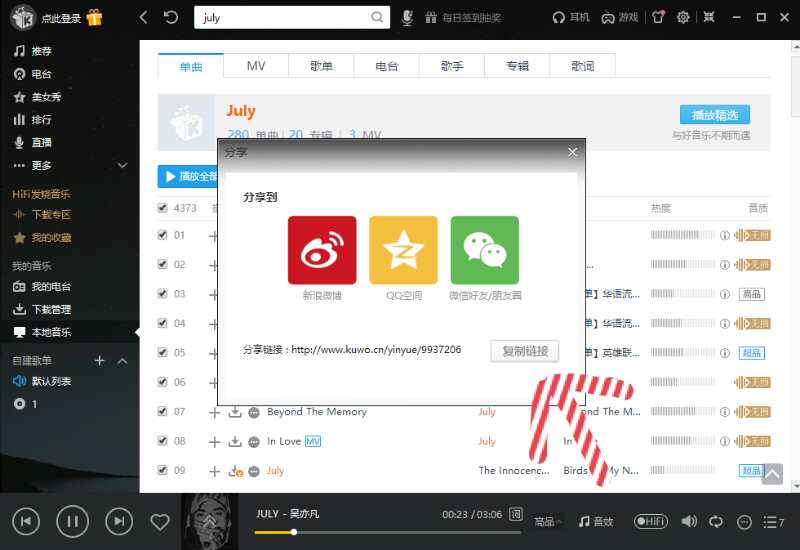 点此登录
july
每日签到抽奖
耳机
游戏
推荐
电台
美女秀
排行
直播
更多
HiFi发烧音乐
下载专区
我的收藏
我的音乐
我的电台
下载管理
本地音乐
自建歌单
默认列表
1
单曲
MV
歌单
电台
歌手
专辑
歌词
July
280 单曲 | 20 专辑 | 3 MV
播放精选
与好音乐不期而遇
播放全部
4373
热度
音质
01
无损
02
无损
03
单】华语流...
高品
04
单】华语流...
无损
05
单】英雄联...
超品
06
无损
07
Beyond The Memory
July
ond The M...
无损
08
In Love MV
July
In
无损
09
July
The Innocenc...
Birds
My N...
超品
分享
分享到
新浪微博
QQ空间
微信好友/朋友圈
分享链接：http://www.kuwo.cn/yinyue/9937206
复制链接
JULY - 吴亦凡
00:23 / 03:06
词
高品
音效
HiFi
7